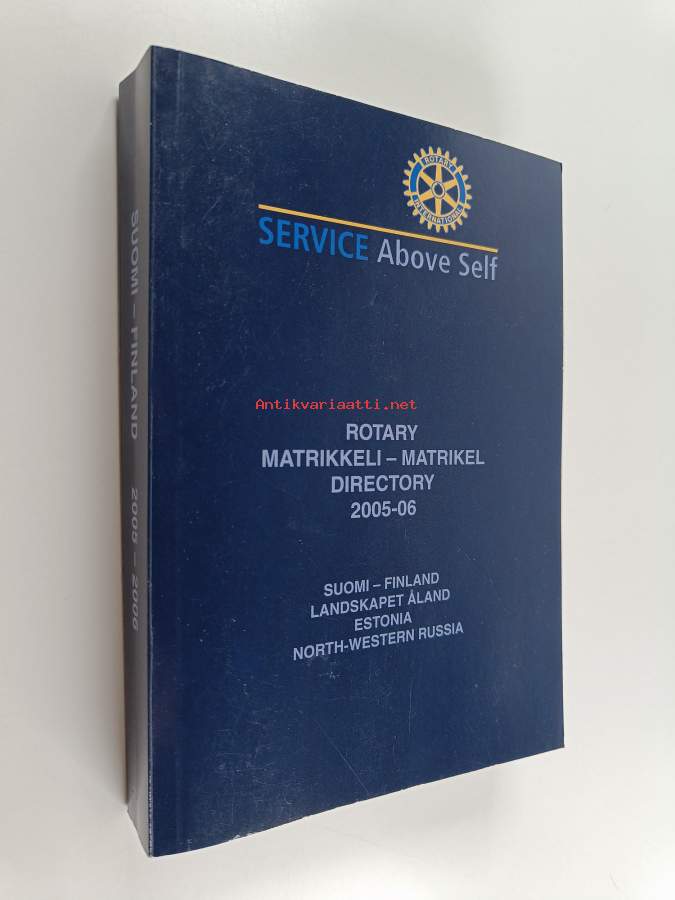 ROTARY
INTERNATIONAL
SERVICE Above Self
Antikvariaatti.net
ROTARY
MATRIKKELI – MATRIKEL
DIRECTORY
2005-06
SUOMI – FINLAND
LANDSKAPET ÅLAND
ESTONIA
NORTH-WESTERN RUSSIA
SUOMI – FINLAND 2005 – 2006